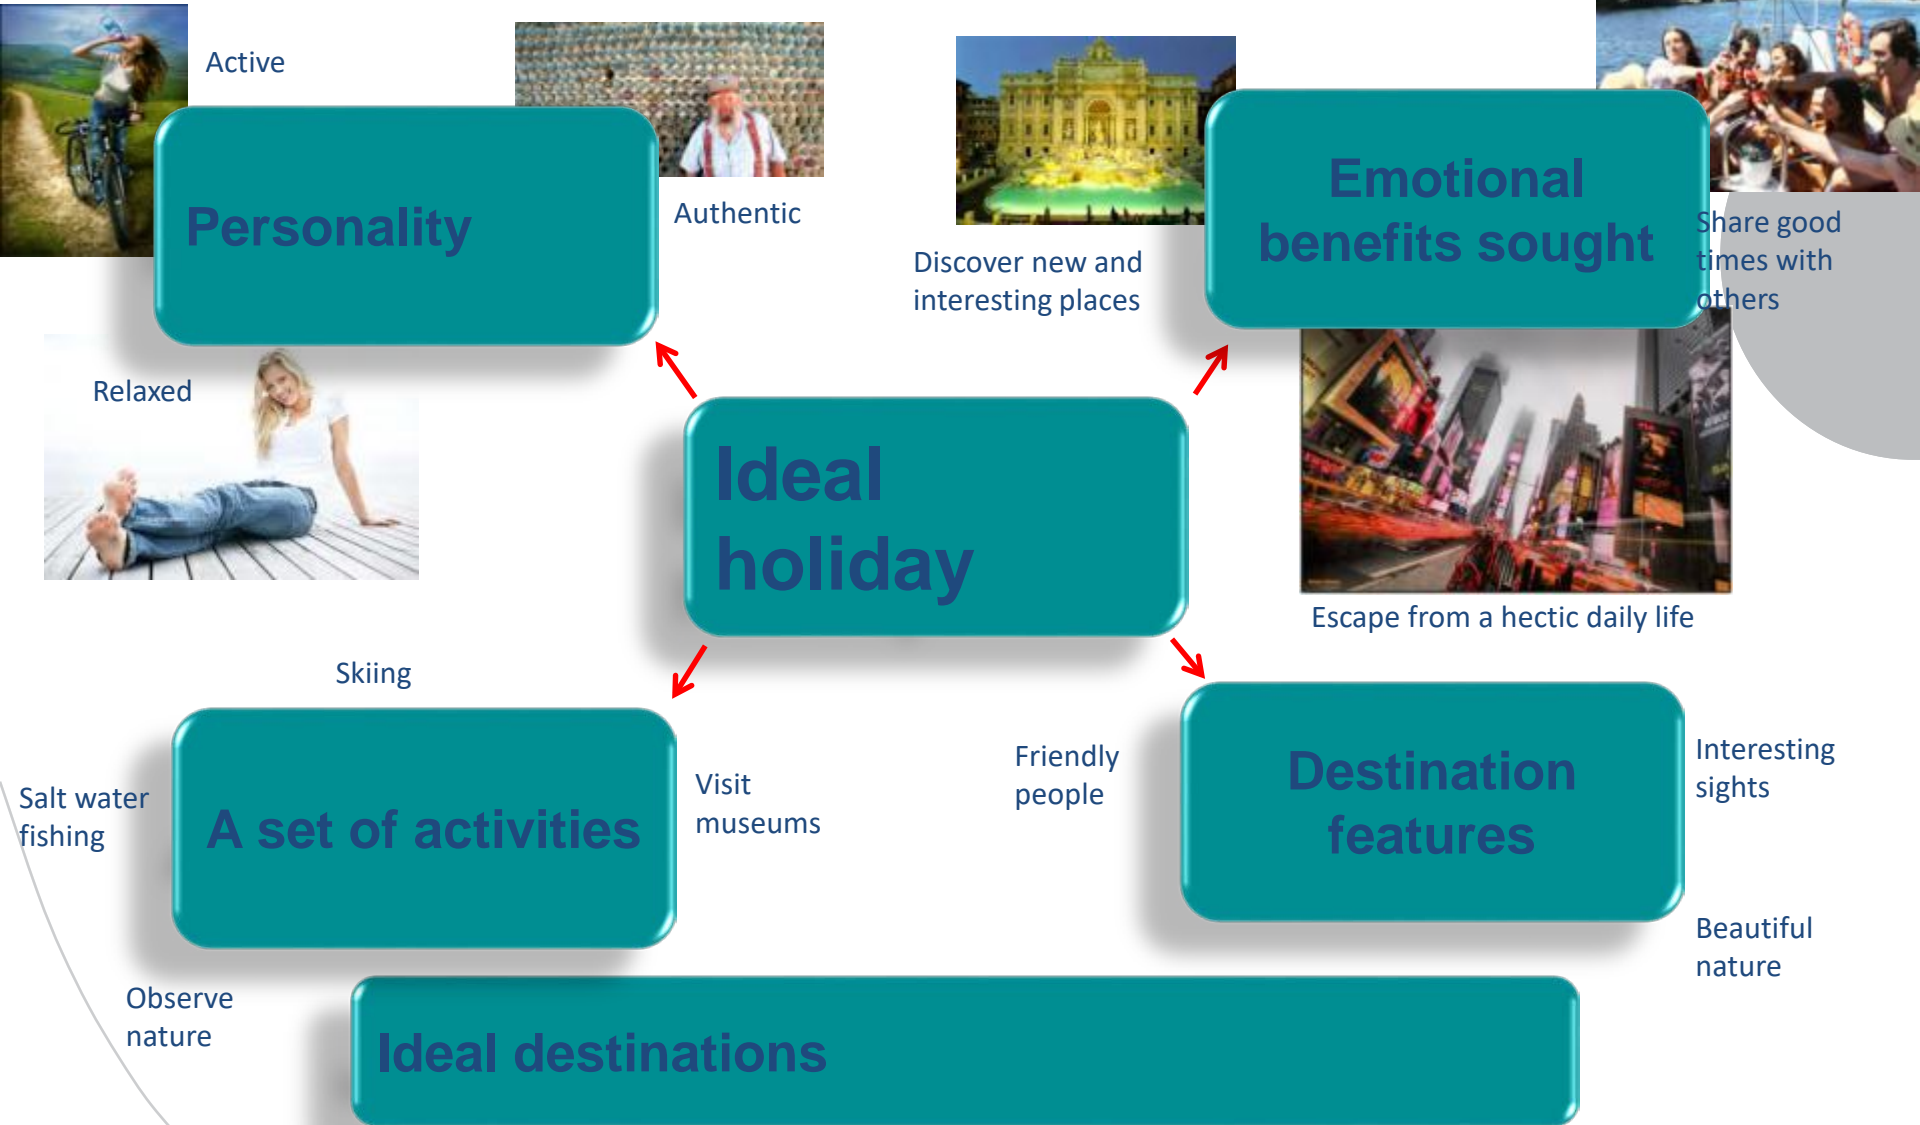 Active
Personality
Authentic
Relaxed
Discover new and
interesting places
Emotional
benefits sought
Share good
times with
others
Escape from a hectic daily life
Ideal
holiday
Skiing
Salt water
fishing
A set of activities
Visit
museums
Observe
nature
Friendly
people
Destination
features
Interesting
sights
Beautiful
nature
Ideal destinations